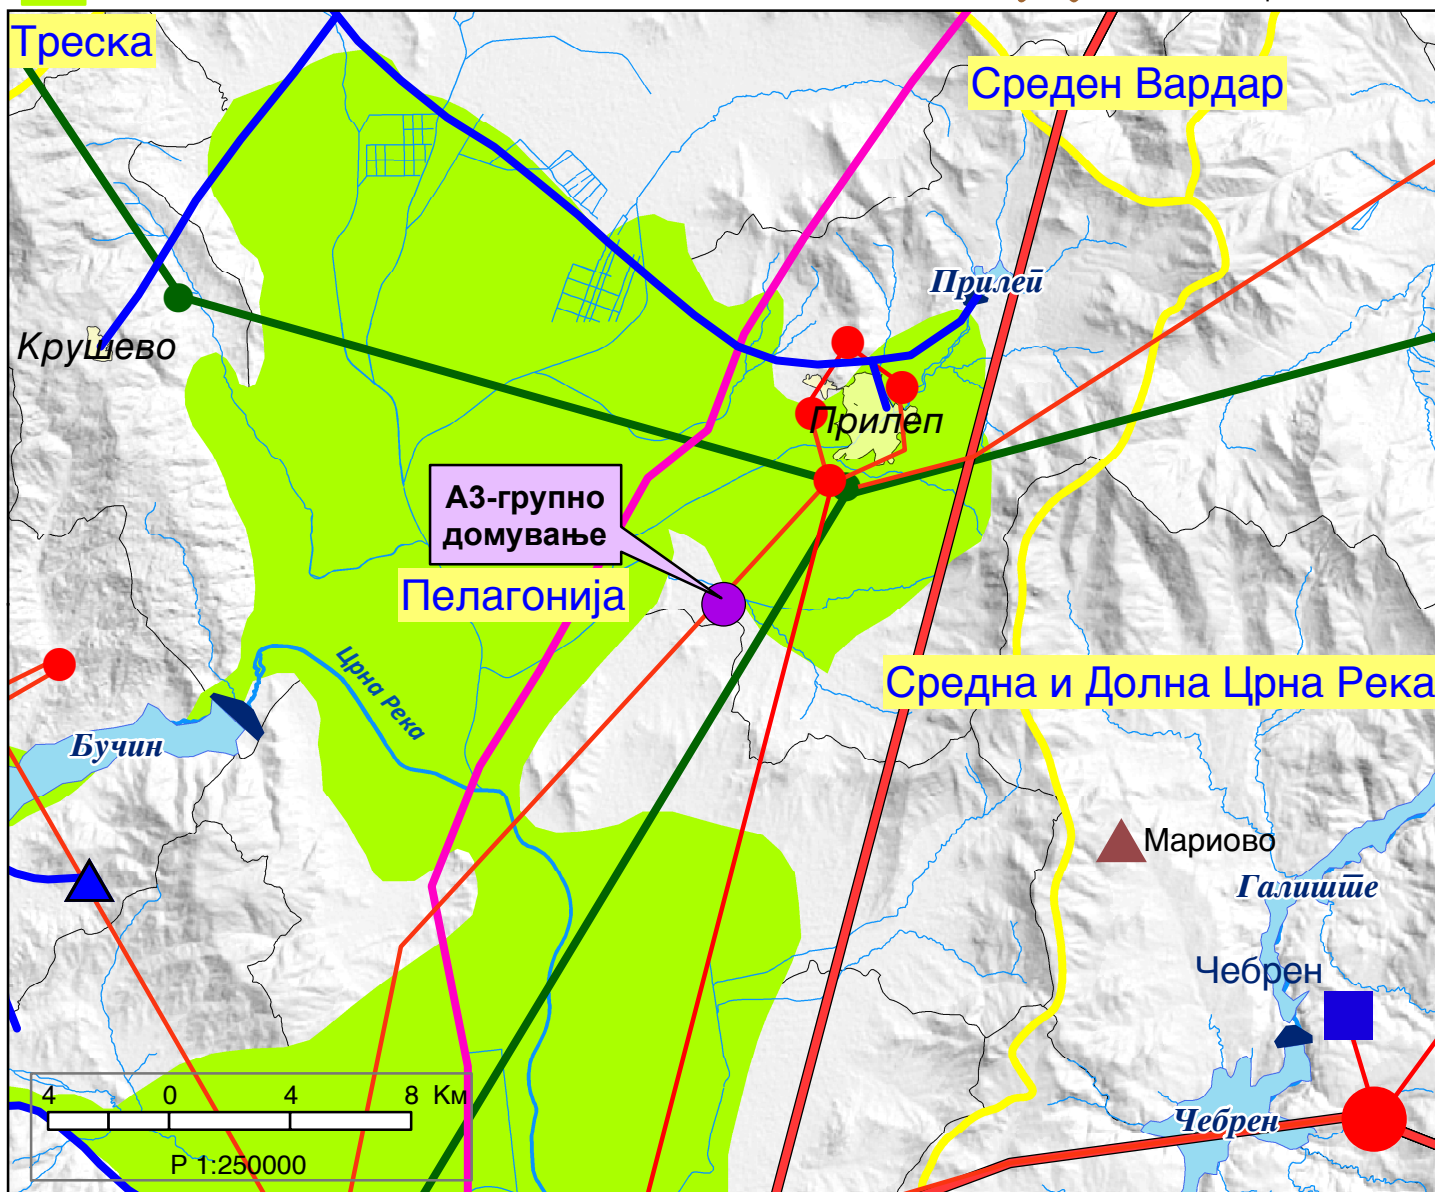 Треска
Среден Вардар
Прилеп
Крушево
Прилеп
А3-групно
домување
Пелагонија
Црна Река
Средна и Долна Црна Река
Бучин
Мариово
Галиште
Чебрен
4 0 4 8 Км
Чебрен
Р 1:250000